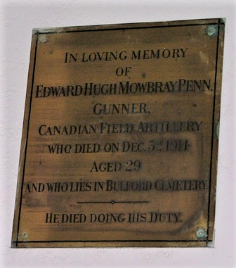 IN LOVING MEMORY
OF
EDWARD HUGH MOWBRAY PENN,
GUNNER,
CANADIAN FIELD ARTILLERY
WHO DIED ON DEC. 5TH 1914
AGED 29
AND WHO LIES IN BULFORD CEMETERY
HE DIED DOING HIS DUTY.